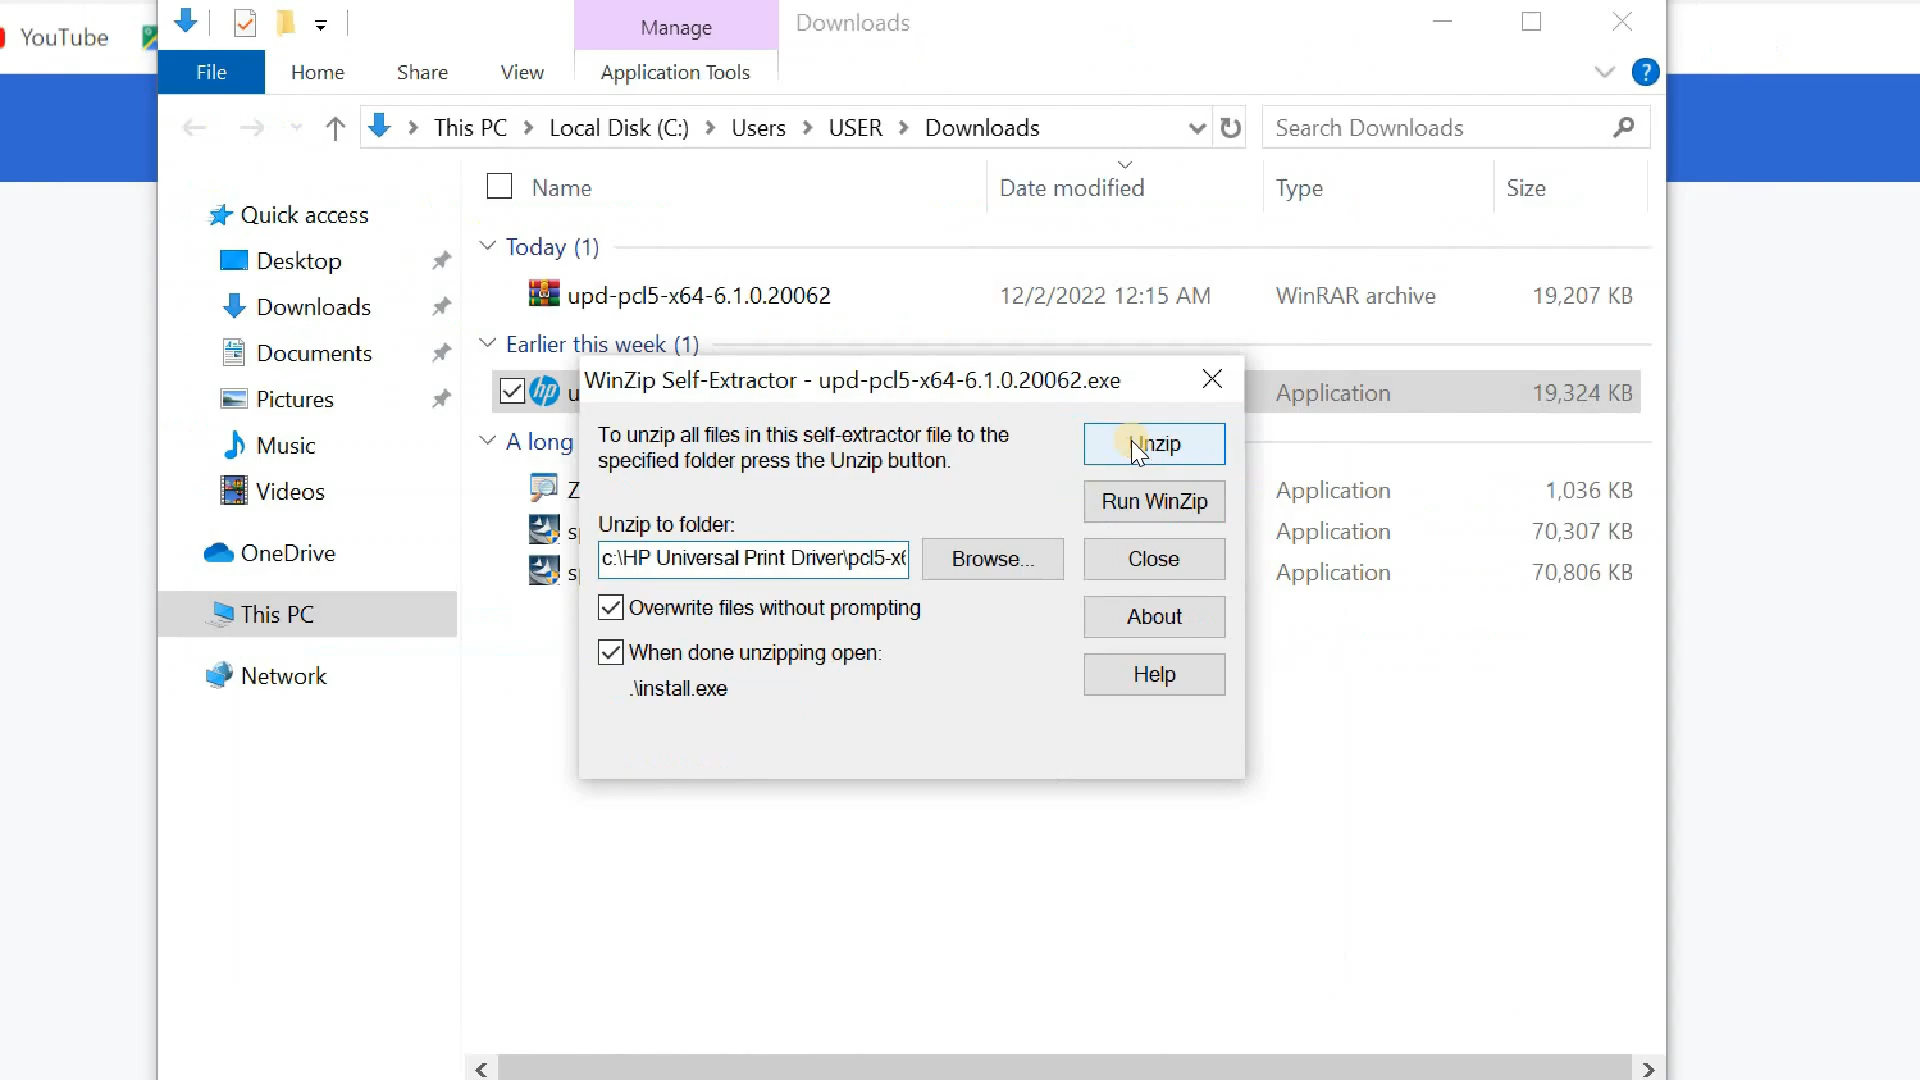 YouTube
Manage
Downloads
File
Home
Share
View
Application Tools
?
This PC > Local Disk (C:) > Users > USER > Downloads
Search Downloads
Name
Date modified
Type
Size
Quick access
Desktop
Downloads
Documents
Pictures
Music
Videos
OneDrive
This PC
Network
Today (1)
upd-pcl5-x64-6.1.0.20062
12/2/2022 12:15 AM
WinRAR archive
19,207 KB
Earlier this week (1)
hp
u
Application
19,324 KB
A long
Z
Application
1,036 KB
s
Application
70,307 KB
s
Application
70,806 KB
WinZip Self-Extractor - upd-pcl5-x64-6.1.0.20062.exe
To unzip all files in this self-extractor file to the
specified folder press the Unzip button.
Unzip to folder:
c:\HP Universal Print Driver\pcl5-x6
Browse...
Overwrite files without prompting
When done unzipping open:
.\install.exe
Unzip
Run WinZip
Close
About
Help